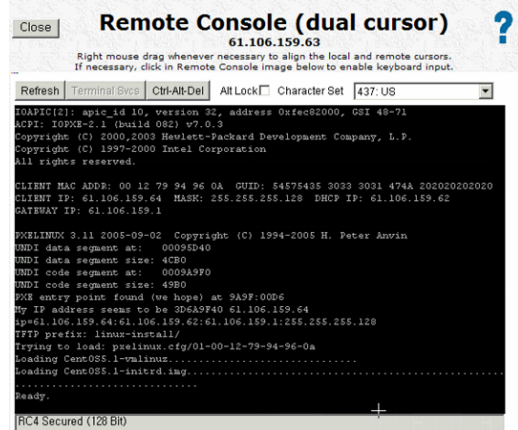 Close
Remote Console (dual cursor)
61.106.159.63
Right mouse drag whenever necessary to align the local and remote cursors.
If necessary, click in Remote Console image below to enable keyboard input.
?
Refresh Terminal Svcs Ctrl-Alt-Del Alt Lock Character Set 437: US
IOAPIC[2]: apic_id 10, version 32, address 0xfec82000, GSI 48-71
ACPI: IOPXE-2.1 (build 082) v7.0.3
Copyright (C) 2000,2003 Hewlett-Packard Development Company, L.P.
Copyright (C) 1997-2000 Intel Corporation
All rights reserved.
CLIENT MAC ADDR: 00 12 79 94 96 0A  GUID: 54575435 3033 3031 474A 202020202020
CLIENT IP: 61.106.159.64  MASK: 255.255.255.128  DHCP IP: 61.106.159.62
GATEWAY IP: 61.106.159.1
PXELINUX 3.11 2005-09-02  Copyright (C) 1994-2005 H. Peter Anvin
UNDI data segment at:   00095D40
UNDI data segment size: 4CB0
UNDI code segment at:   0009A9F0
UNDI code segment size: 49B0
PXE entry point found (we hope) at 9A9F:00D6
My IP address seems to be 3D6A9F40 61.106.159.64
ip=61.106.159.64:61.106.159.62:61.106.159.1:255.255.255.128
TFTP prefix: linux-install/
Trying to load: pxelinux.cfg/01-00-12-79-94-96-0a
Loading CentOS5.1-vmlinuz..............................
Loading CentOS5.1-initrd.img..................................................
.............................
Ready.
RC4 Secured (128 Bit)